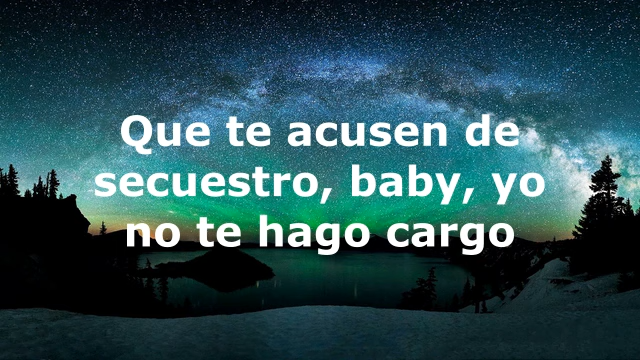 Que te acusen de
secuestro, baby, yo
no te hago cargo